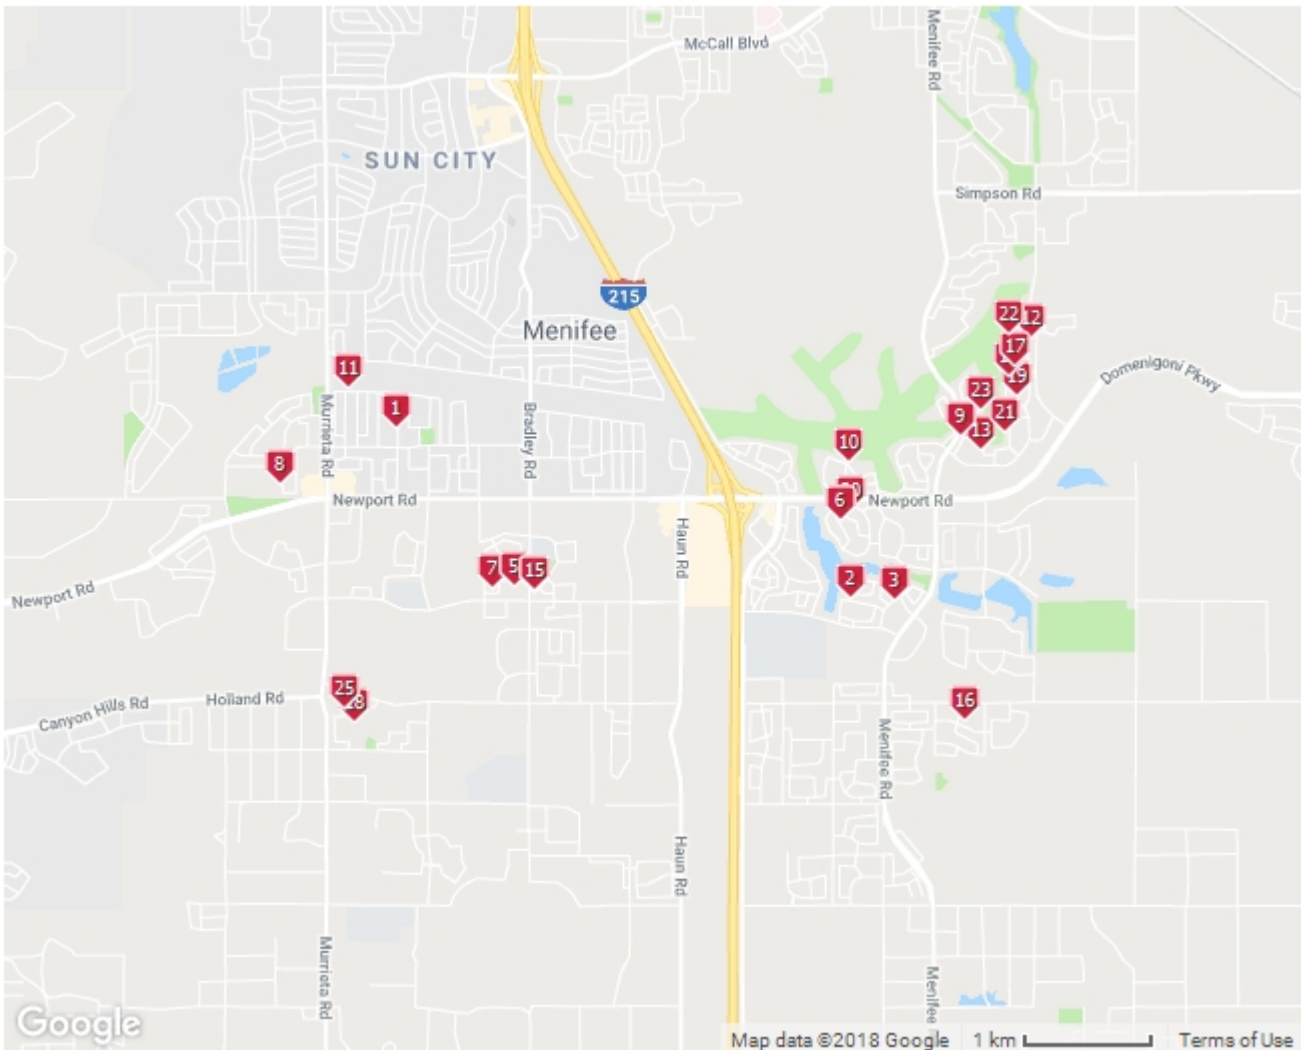 McCall Blvd
Menifee Rd
SUN CITY
Simpson Rd
215
22
12
Menifee
17
11
Domenigoni Pkwy
19
23
1
9
21
13
Murrieta Rd
Bradley Rd
10
8
6
Newport Rd
Newport Rd
Haun Rd
7
5
15
2
3
Newport Rd
25
Holland Rd
16
Canyon Hills Rd
Menifee Rd
Haun Rd
Murrieta Rd
Menifee
Google
Map data ©2018 Google 1 km Terms of Use